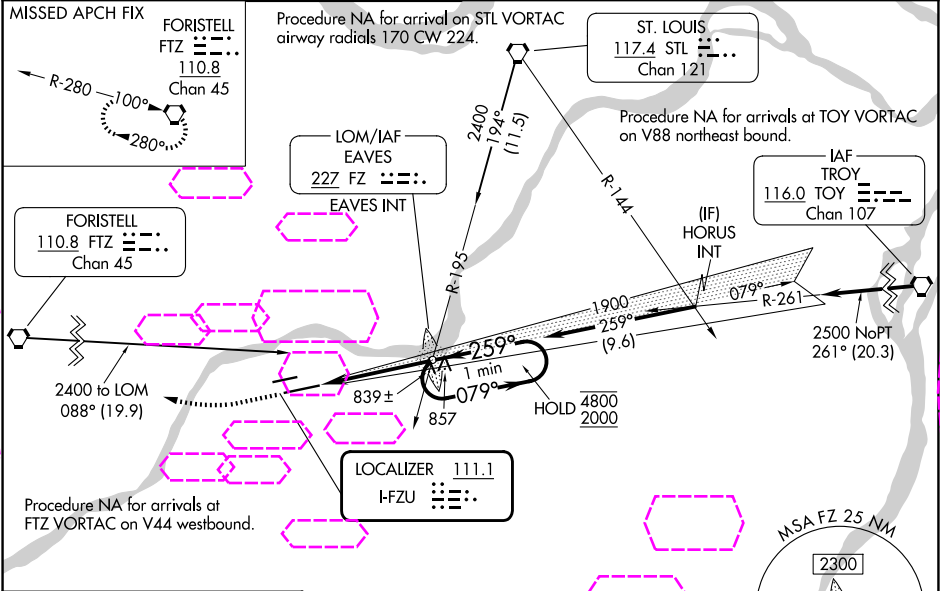 MISSED APCH FIX
FORISTELL
FTZ
110.8
Chan 45
R-280
100°
280°
Procedure NA for arrival on STL VORTAC
airway radials 170 CW 224.
ST. LOUIS
117.4 STL
Chan 121
2400
194°
(11.5)
Procedure NA for arrivals at TOY VORTAC
on V88 northeast bound.
LOM/IAF
EAVES
227 FZ
EAVES INT
IAF
TROY
116.0 TOY
Chan 107
R-144
(IF)
HORUS
INT
FORISTELL
110.8 FTZ
Chan 45
R-195
1900
259°
(9.6)
079°
R-261
2500 NoPT
261° (20.3)
2400 to LOM
088° (19.9)
259°
1 min
079°
839±
857
HOLD 4800
2000
LOCALIZER 111.1
I-FZU
Procedure NA for arrivals at
FTZ VORTAC on V44 westbound.
MSA FZ 25 NM
2300